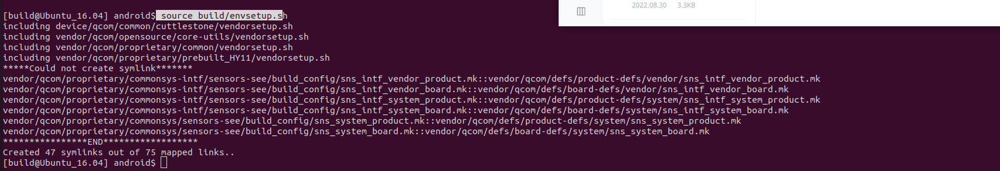 2022.08.30 3.3KB
[build@Ubuntu_16.04] android$ source build/envsetup.sh
including device/qcom/common/cuttlestone/vendorsetup.sh
including vendor/qcom/opensource/core-utils/vendorsetup.sh
including vendor/qcom/proprietary/common/vendorsetup.sh
including vendor/qcom/proprietary/prebuilt_HY11/vendorsetup.sh
*****Could not create symlink*******
vendor/qcom/proprietary/commonsys-intf/sensors-see/build_config/sns_intf_vendor_product.mk::vendor/qcom/defs/product-defs/vendor/sns_intf_vendor_product.mk
vendor/qcom/proprietary/commonsys-intf/sensors-see/build_config/sns_intf_vendor_board.mk::vendor/qcom/defs/board-defs/vendor/sns_intf_vendor_board.mk
vendor/qcom/proprietary/commonsys-intf/sensors-see/build_config/sns_intf_system_product.mk::vendor/qcom/defs/product-defs/system/sns_intf_system_product.mk
vendor/qcom/proprietary/commonsys-intf/sensors-see/build_config/sns_intf_system_board.mk::vendor/qcom/defs/board-defs/system/sns_intf_system_board.mk
vendor/qcom/proprietary/commonsys/sensors-see/build_config/sns_system_product.mk::vendor/qcom/defs/product-defs/system/sns_system_product.mk
vendor/qcom/proprietary/commonsys/sensors-see/build_config/sns_system_board.mk::vendor/qcom/defs/board-defs/system/sns_system_board.mk
****************END******************
Created 47 symlinks out of 75 mapped links..
[build@Ubuntu_16.04] android$